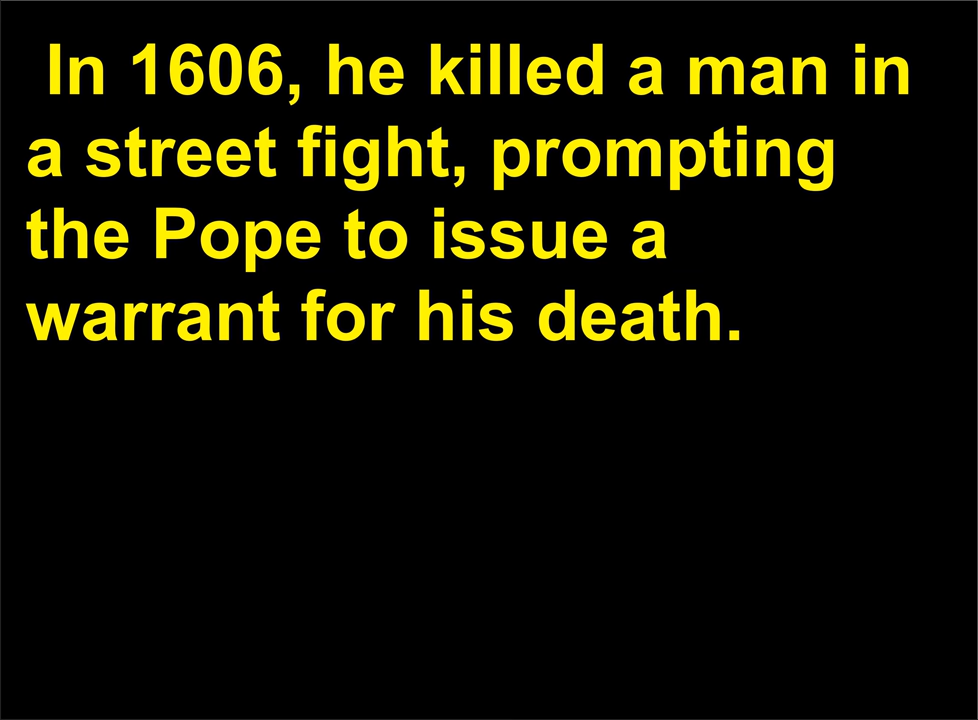 In 1606, he killed a man in
a street fight, prompting
the Pope to issue a
warrant for his death.